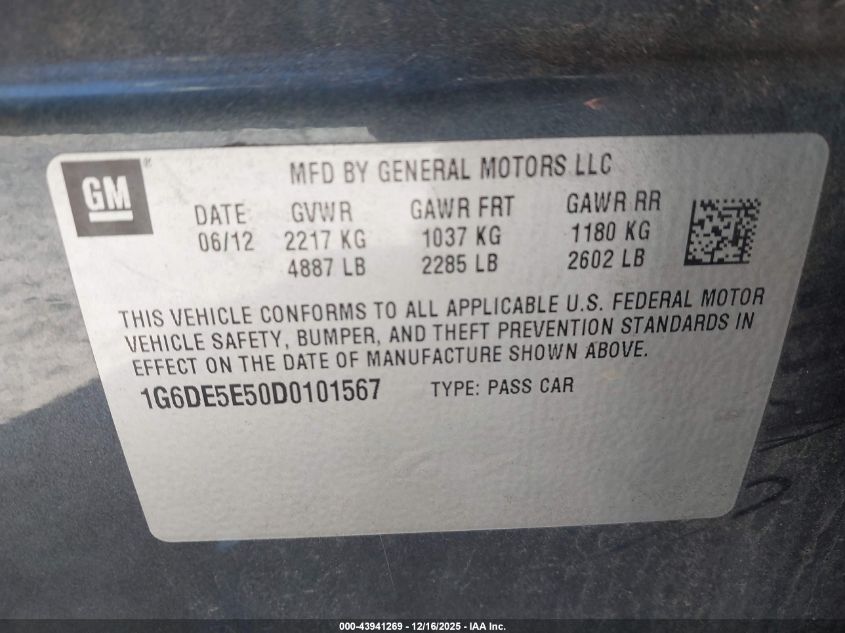 GM
®
MFD BY GENERAL MOTORS LLC
DATE GVWR GAWR FRT GAWR RR
06/12 2217 KG 1037 KG 1180 KG
4887 LB 2285 LB 2602 LB
THIS VEHICLE CONFORMS TO ALL APPLICABLE U.S. FEDERAL MOTOR
VEHICLE SAFETY, BUMPER, AND THEFT PREVENTION STANDARDS IN
EFFECT ON THE DATE OF MANUFACTURE SHOWN ABOVE.
1G6DE5E50D0101567 TYPE: PASS CAR
000-43941269 - 12/16/2025 - IAA Inc.